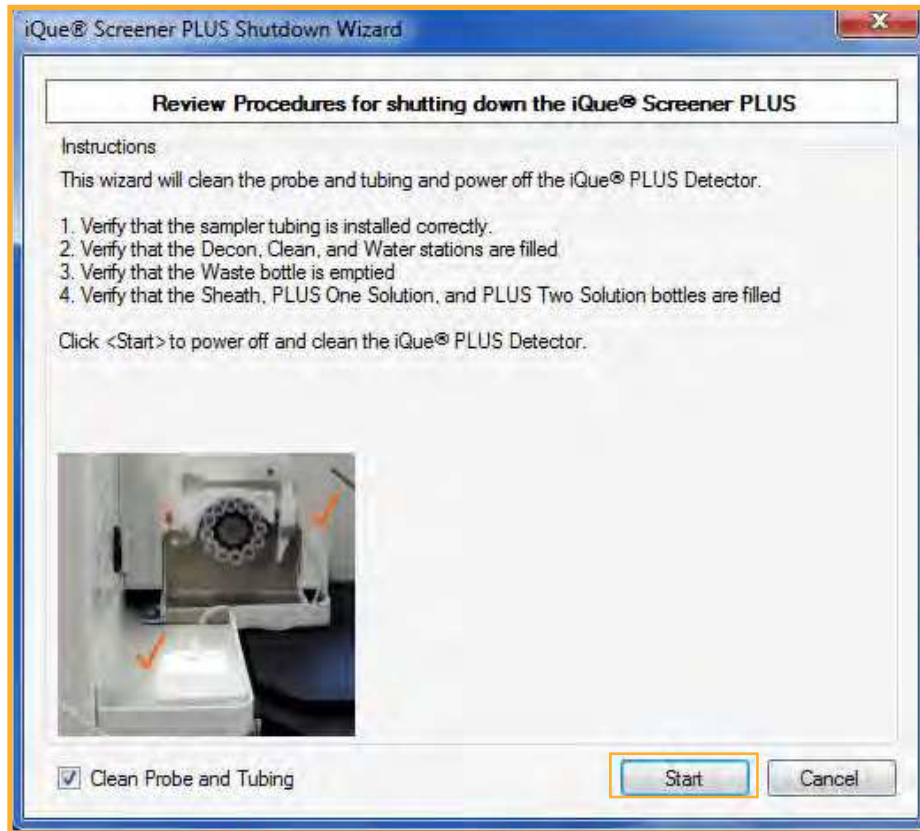 iQue® Screener PLUS Shutdown Wizard
X
Review Procedures for shutting down the iQue® Screener PLUS
Instructions
This wizard will clean the probe and tubing and power off the iQue® PLUS Detector.
1. Verify that the sampler tubing is installed correctly.
2. Verify that the Decon, Clean, and Water stations are filled
3. Verify that the Waste bottle is emptied
4. Verify that the Sheath, PLUS One Solution, and PLUS Two Solution bottles are filled
Click <Start> to power off and clean the iQue® PLUS Detector.
Clean Probe and Tubing
Start
Cancel